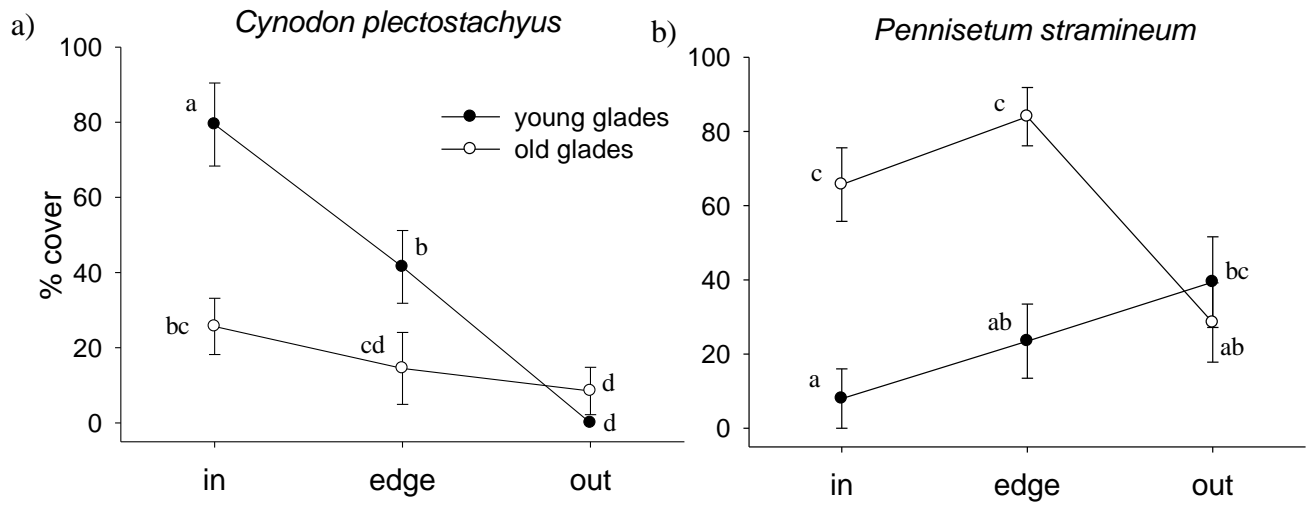 a)
Cynodon plectostachyus
100
80
60
40
20
0
% cover
a
b
bc
cd
d
d
young glades
old glades
in
edge
out
b)
Pennisetum stramineum
100
80
60
40
20
0
c
c
bc
ab
ab
a
in
edge
out